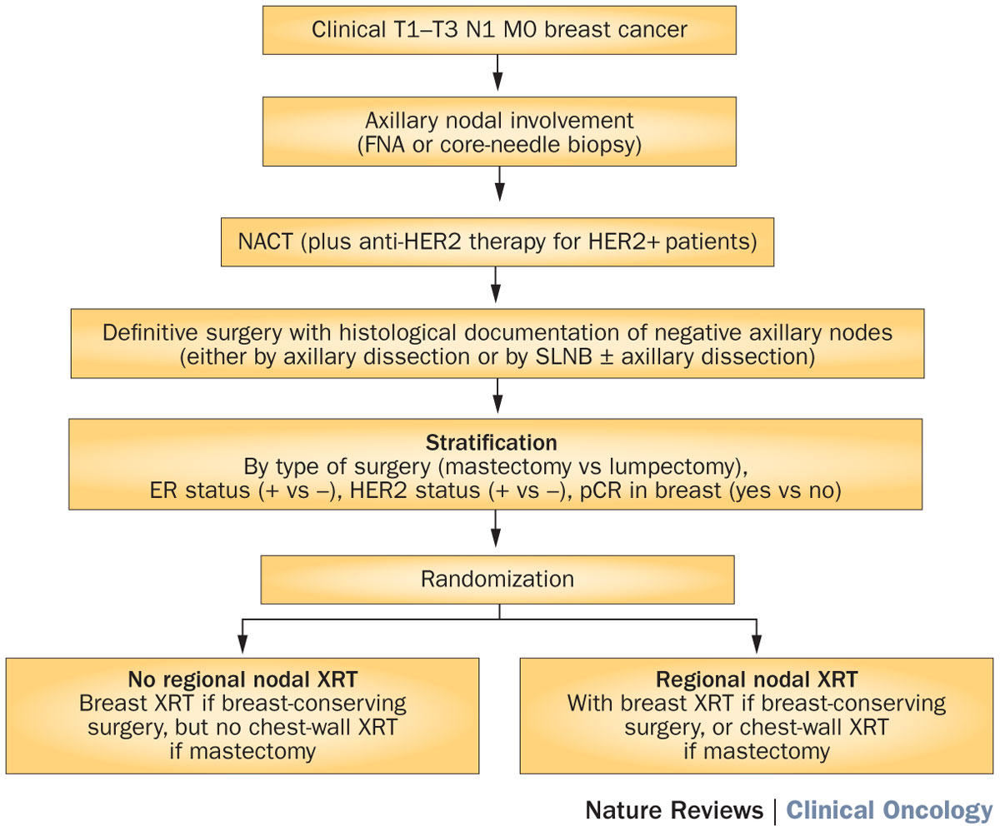 Clinical T1–T3 N1 M0 breast cancer
Axillary nodal involvement
(FNA or core-needle biopsy)
NACT (plus anti-HER2 therapy for HER2+ patients)
Definitive surgery with histological documentation of negative axillary nodes
(either by axillary dissection or by SLNB ± axillary dissection)
Stratification
By type of surgery (mastectomy vs lumpectomy),
ER status (+ vs –), HER2 status (+ vs –), pCR in breast (yes vs no)
Randomization
No regional nodal XRT
Breast XRT if breast-conserving
surgery, but no chest-wall XRT
if mastectomy
Regional nodal XRT
With breast XRT if breast-conserving
surgery, or chest-wall XRT
if mastectomy
Nature Reviews | Clinical Oncology